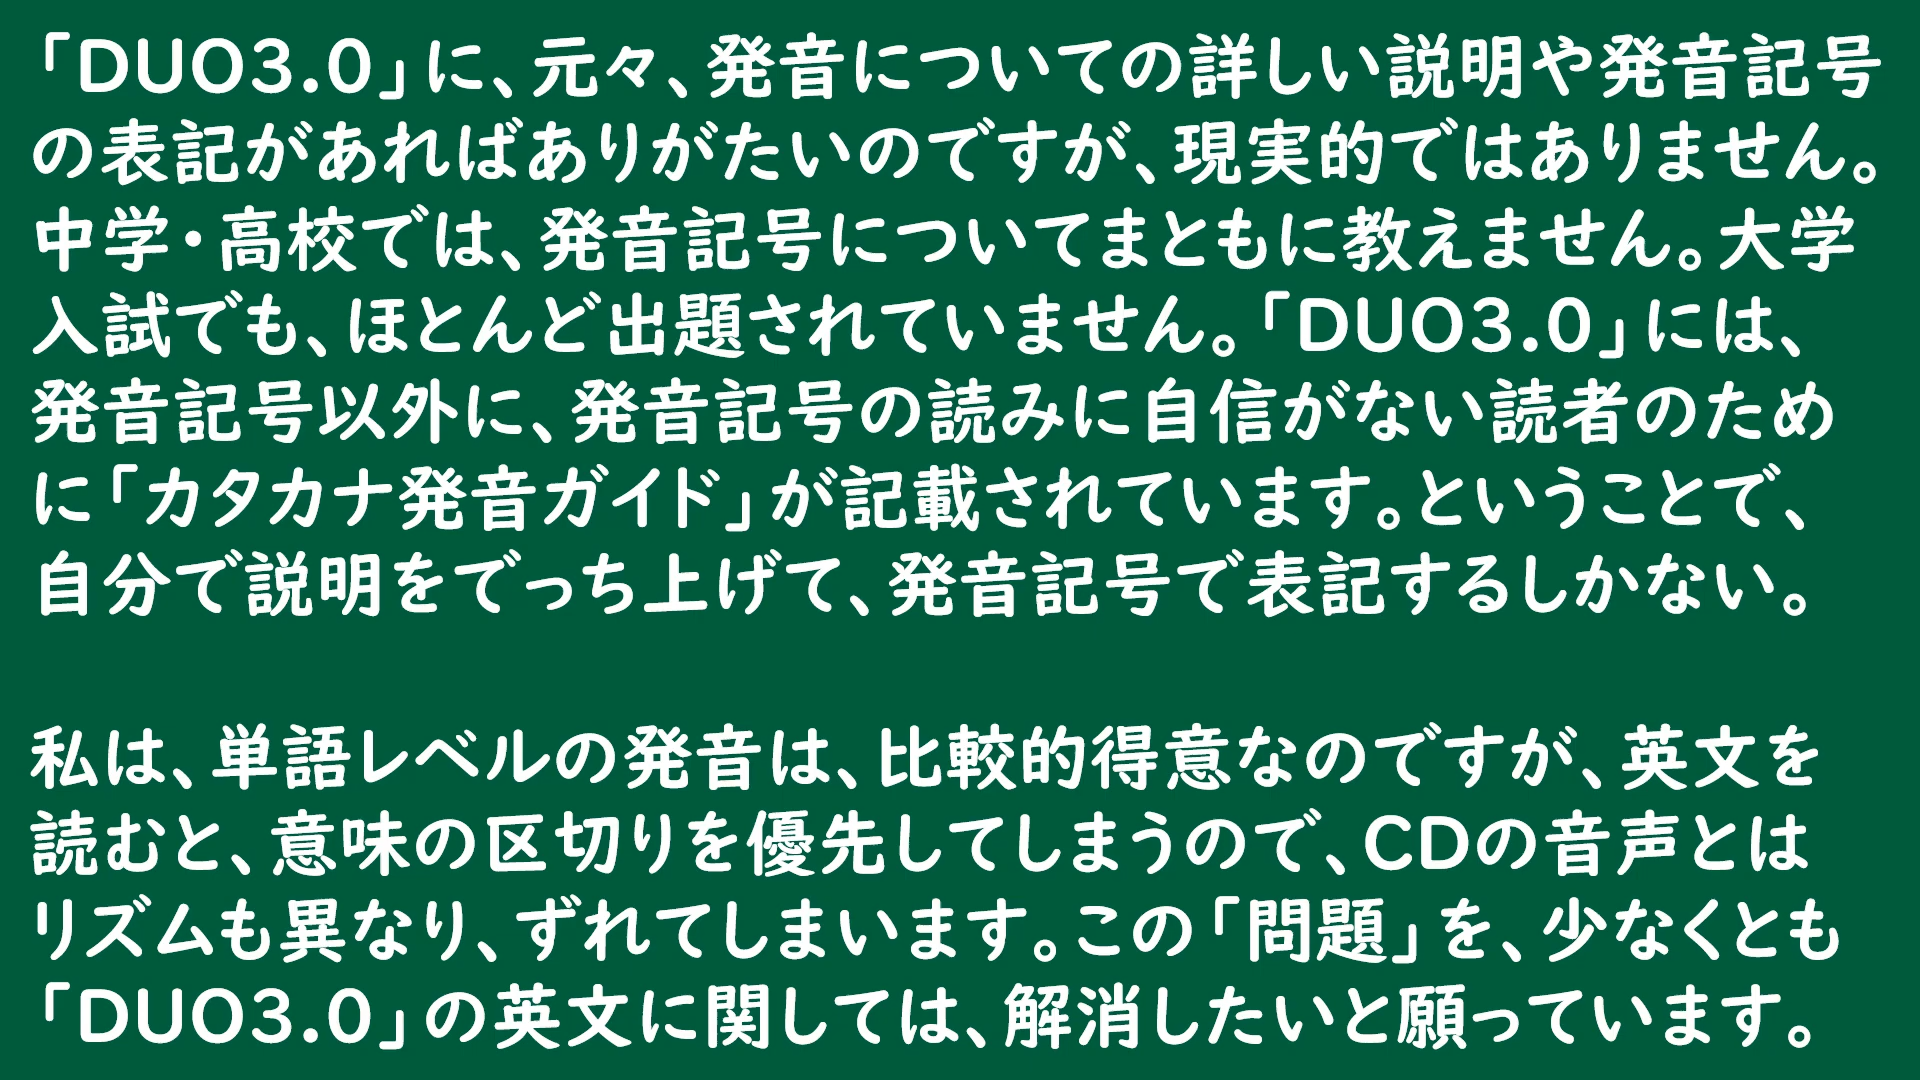 「DUO3.0」に、元々、発音についての詳しい説明や発音記号
の表記があればありがたいのですが、現実的ではありません。
中学・高校では、発音記号についてまともに教えません。大学
入試でも、ほとんど出題されていません。「DUO3.0」には、
発音記号以外に、発音記号の読みに自信がない読者のため
に「カタカナ発音ガイド」が記載されています。ということで、
自分で説明をでっち上げて、発音記号で表記するしかない。
私は、単語レベルの発音は、比較的得意なのですが、英文を
読むと、意味の区切りを優先してしまうので、CDの音声とは
リズムも異なり、ずれてしまいます。この「問題」を、少なくとも
「DUO3.0」の英文に関しては、解消したいと願っています。